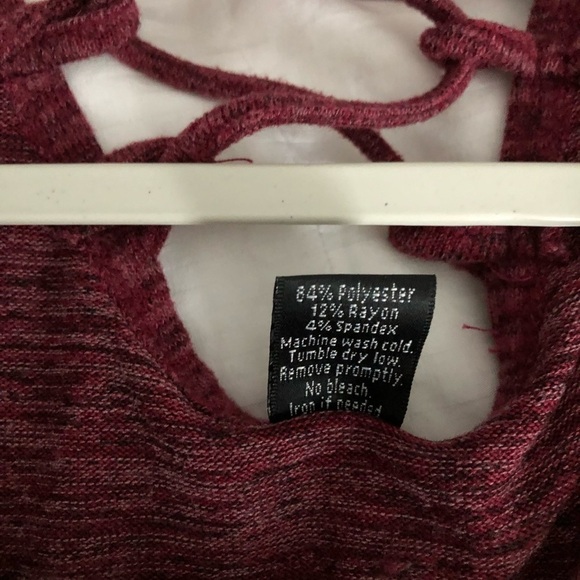 84% Polyester
12% Rayon
4% Spandex
Machine wash cold.
Tumble dry low.
Remove promptly.
No bleach.
Iron if needed